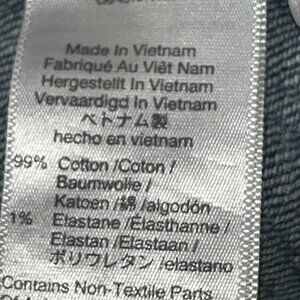 Made In Vietnam
Fabriqué Au Viêt Nam
Hergestellt In Vietnam
Vervaardigd In Vietnam
ベトナム製
hecho en vietnam
99% Cotton /Coton /
Baumwolle /
Katoen /綿 /algodón
1% Elastane /Elasthanne /
Elastan /Elastaan /
ポリウレタン /elastano
Contains Non-Textile Parts